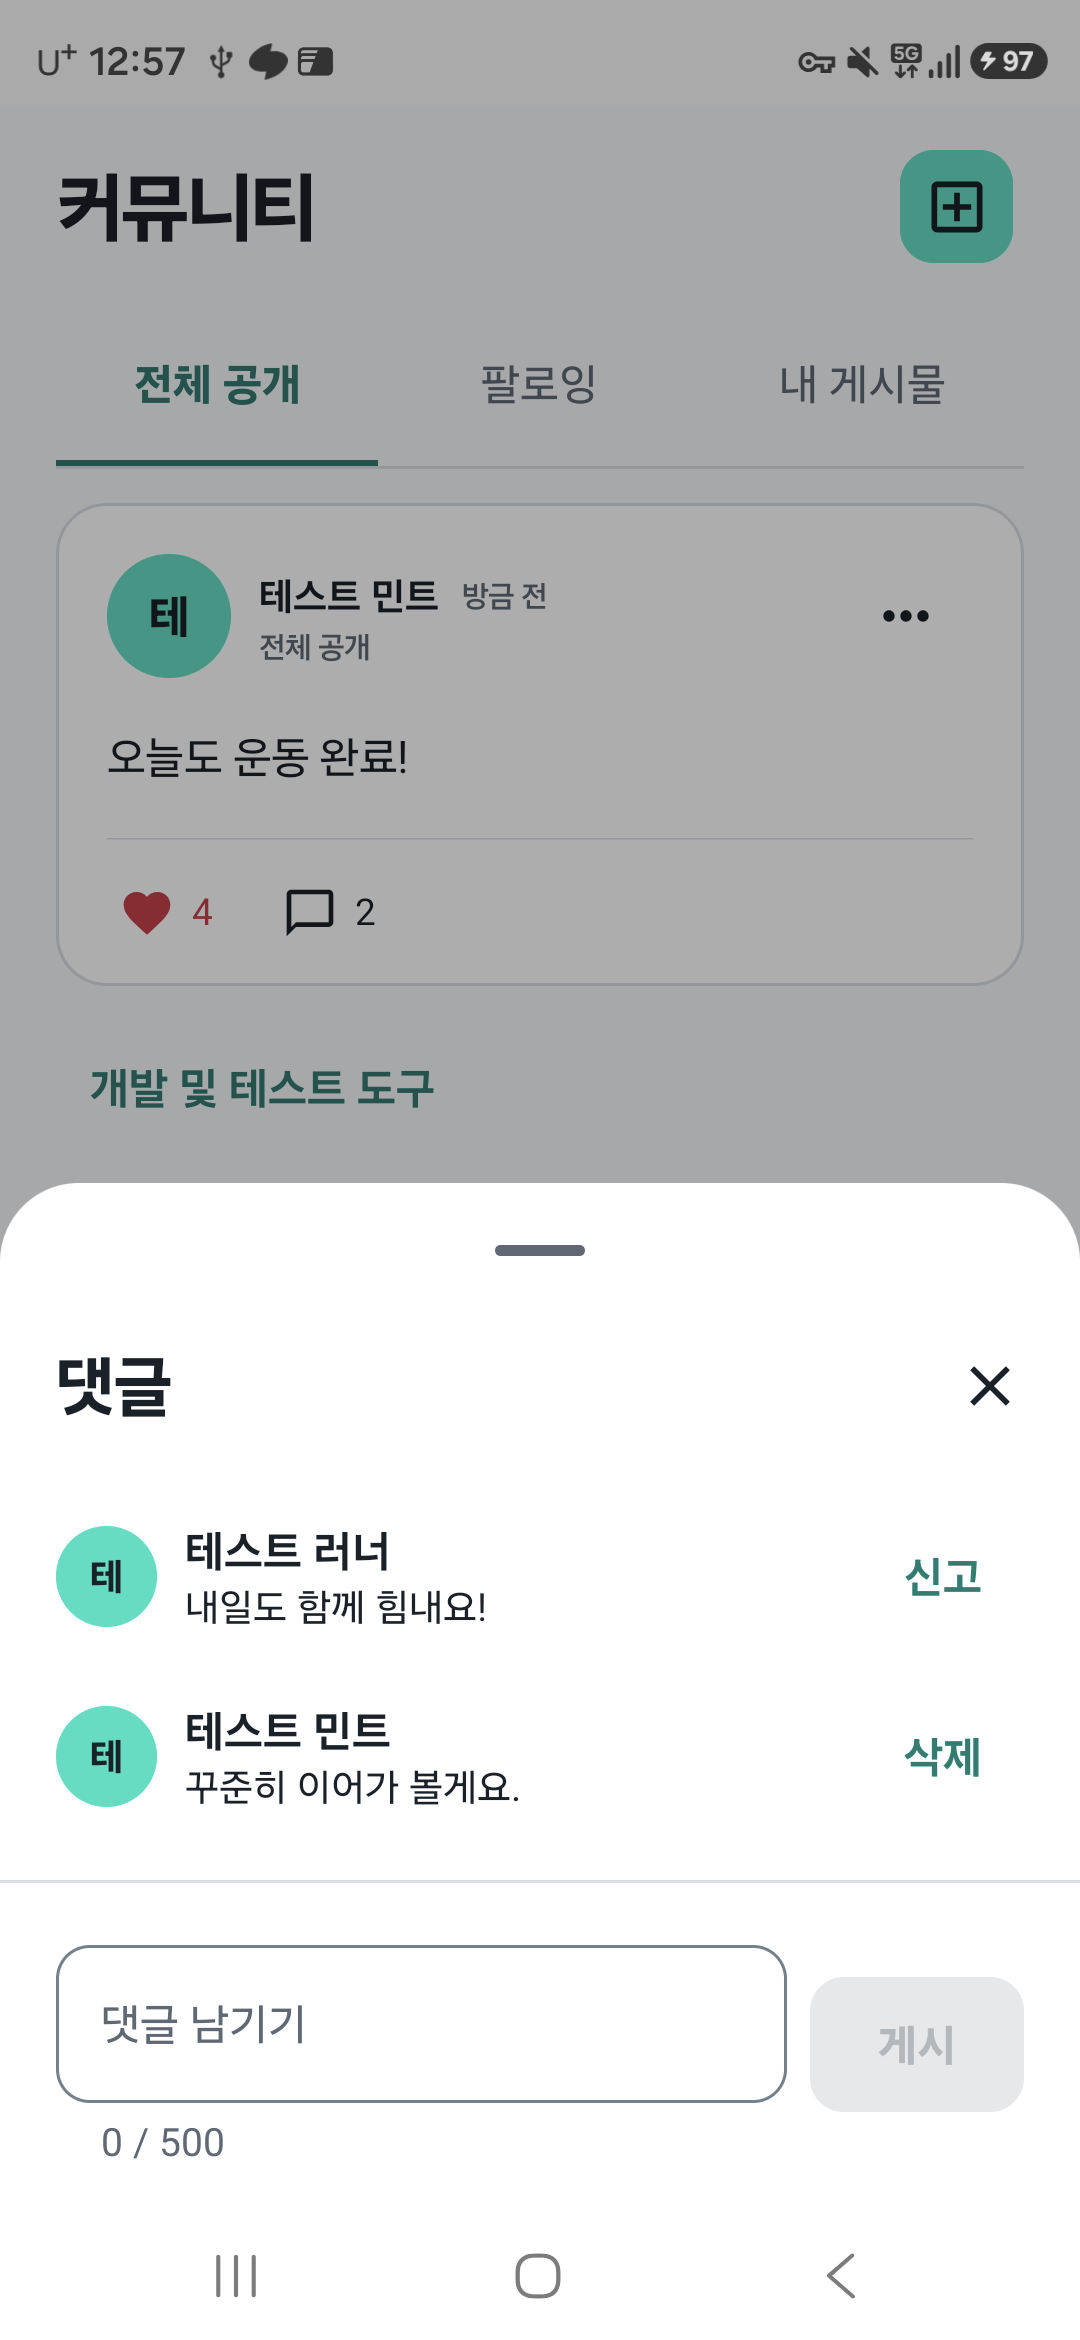 U+ 12:57 5G 97
커뮤니티
전체 공개 팔로잉 내 게시물
테 테스트 민트 방금 전
전체 공개
오늘도 운동 완료!
4 2
개발 및 테스트 도구
댓글
테 테스트 러너 신고
내일도 함께 힘내요!
테 테스트 민트 삭제
꾸준히 이어가 볼게요.
댓글 남기기 게시
0 / 500